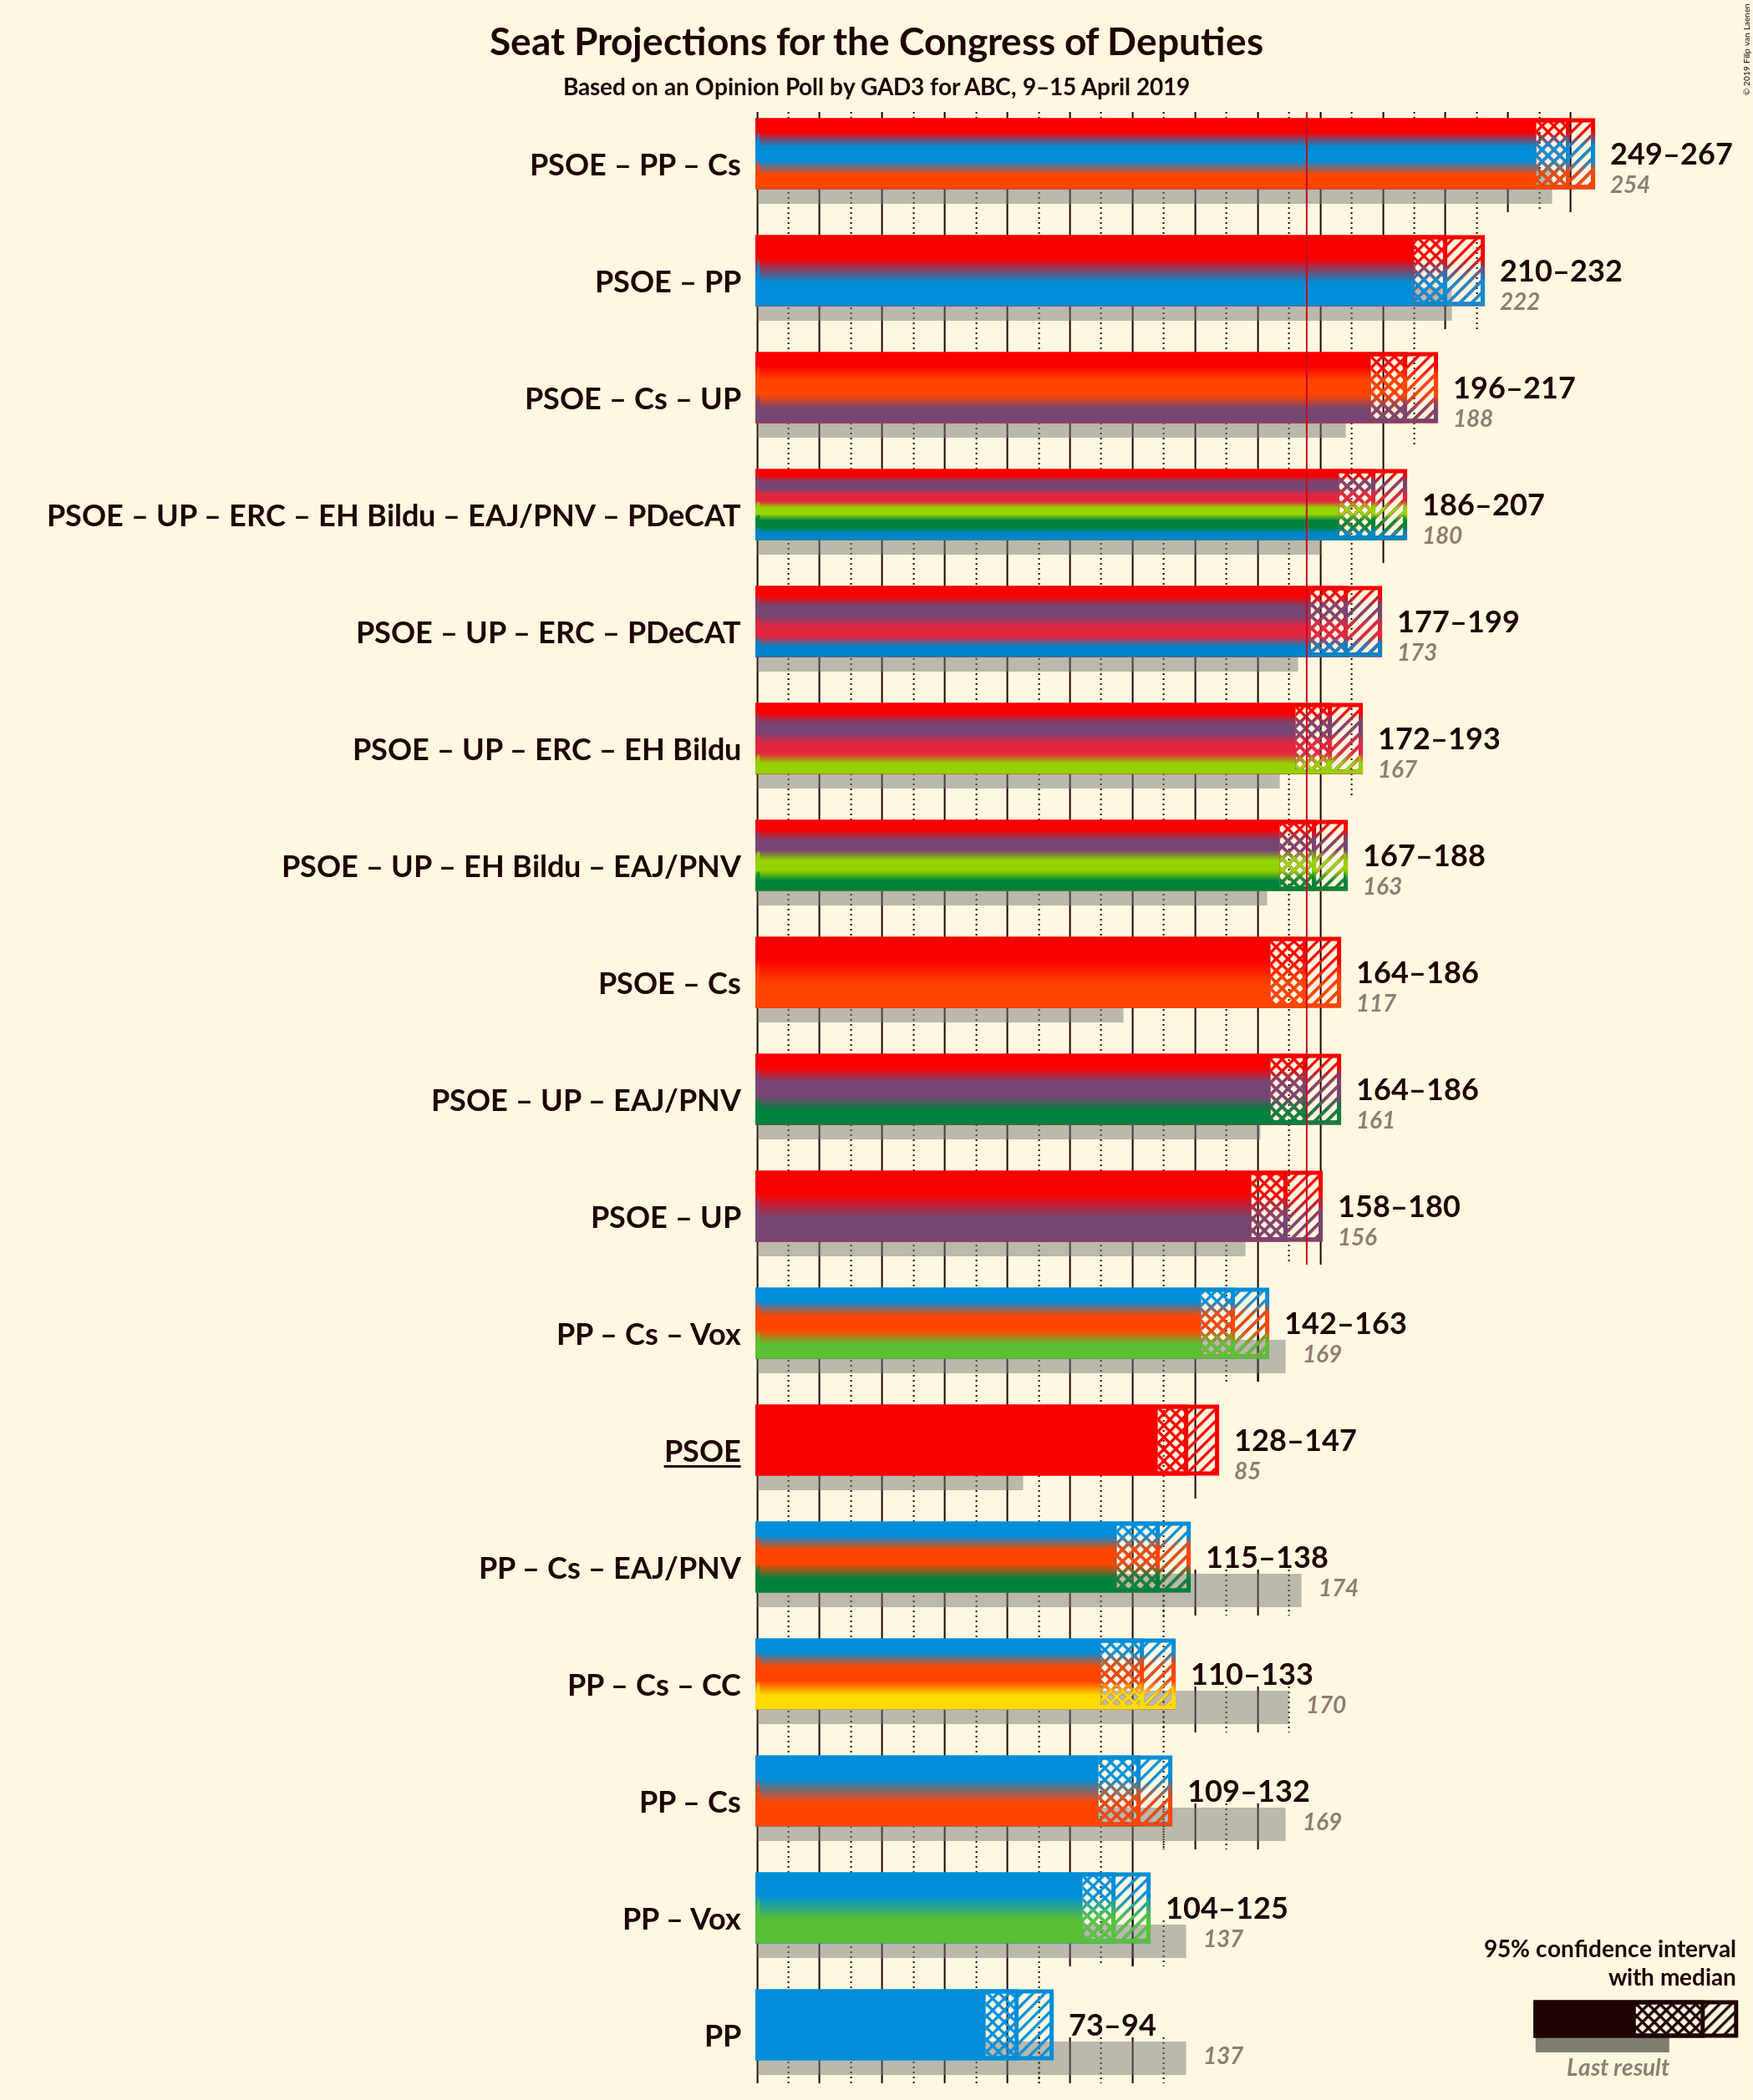 Seat Projections for the Congress of Deputies
Based on an Opinion Poll by GAD3 for ABC, 9–15 April 2019
© 2019 Filip van Laenen
PSOE – PP – Cs
249–267
254
PSOE – PP
210–232
222
PSOE – Cs – UP
196–217
188
PSOE – UP – ERC – EH Bildu – EAJ/PNV – PDeCAT
186–207
180
PSOE – UP – ERC – PDeCAT
177–199
173
PSOE – UP – ERC – EH Bildu
172–193
167
PSOE – UP – EH Bildu – EAJ/PNV
167–188
163
PSOE – Cs
164–186
117
PSOE – UP – EAJ/PNV
164–186
161
PSOE – UP
158–180
156
PP – Cs – Vox
142–163
169
PSOE
128–147
85
PP – Cs – EAJ/PNV
115–138
174
PP – Cs – CC
110–133
170
PP – Cs
109–132
169
PP – Vox
104–125
137
PP
73–94
137
95% confidence interval
with median
Last result